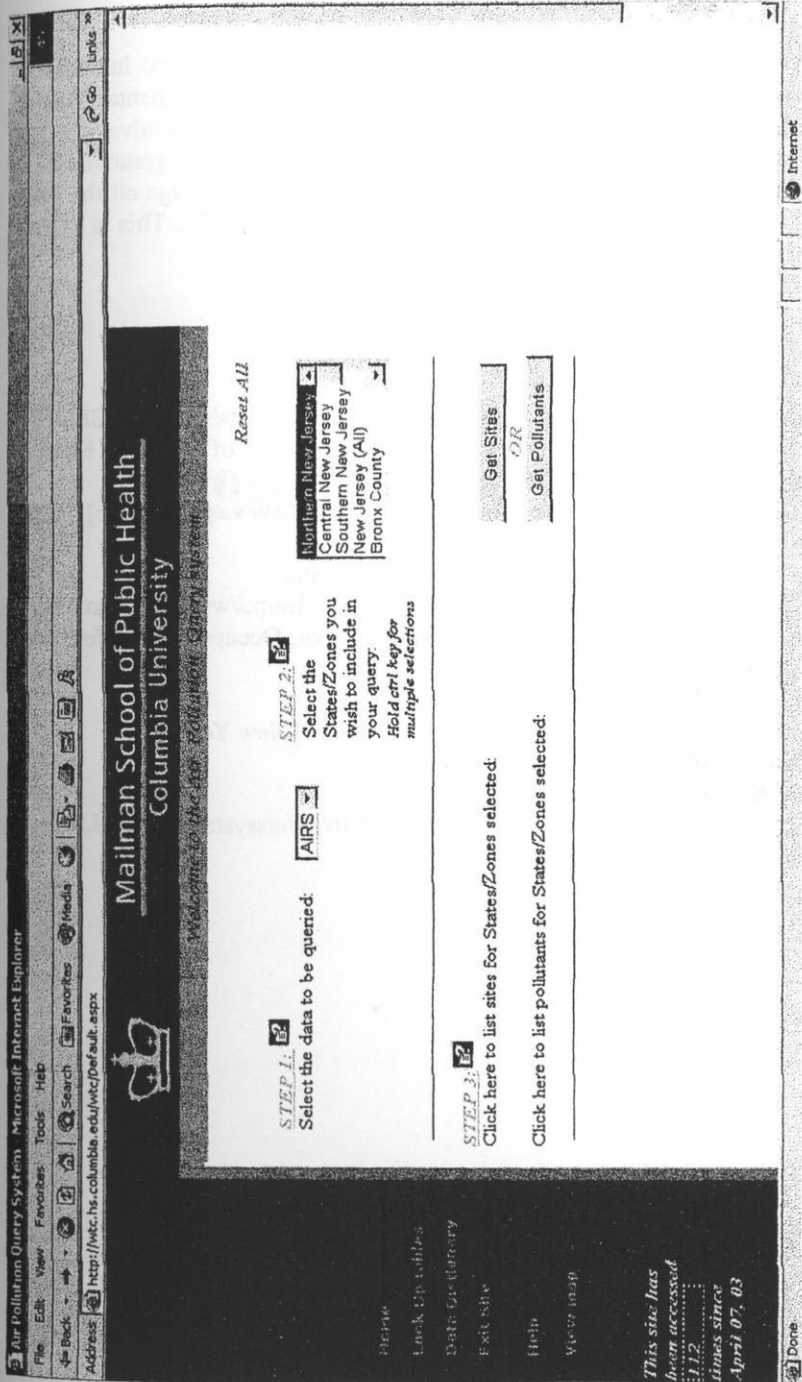 Air Pollution Query System - Microsoft Internet Explorer
File Edit View Favorites Tools Help
Back Search Favorites Media
Address http://wtc.hs.columbia.edu/wtc/Default.aspx Go Links »
Mailman School of Public Health
Columbia University
Welcome to the Air Pollution Query System
Home
Look Up Tables
Data Dictionary
Exit Site
Help
View map
This site has
been accessed
112
times since
April 07, 03
Reset All
STEP 1:
Select the data to be queried:
AIRS
STEP 2:
Select the
States/Zones you
wish to include in
your query:
Hold ctrl key for
multiple selections
Northern New Jersey
Central New Jersey
Southern New Jersey
New Jersey (All)
Bronx County
STEP 3:
Click here to list sites for States/Zones selected:
Get Sites
OR
Click here to list pollutants for States/Zones selected:
Get Pollutants
Done
Internet